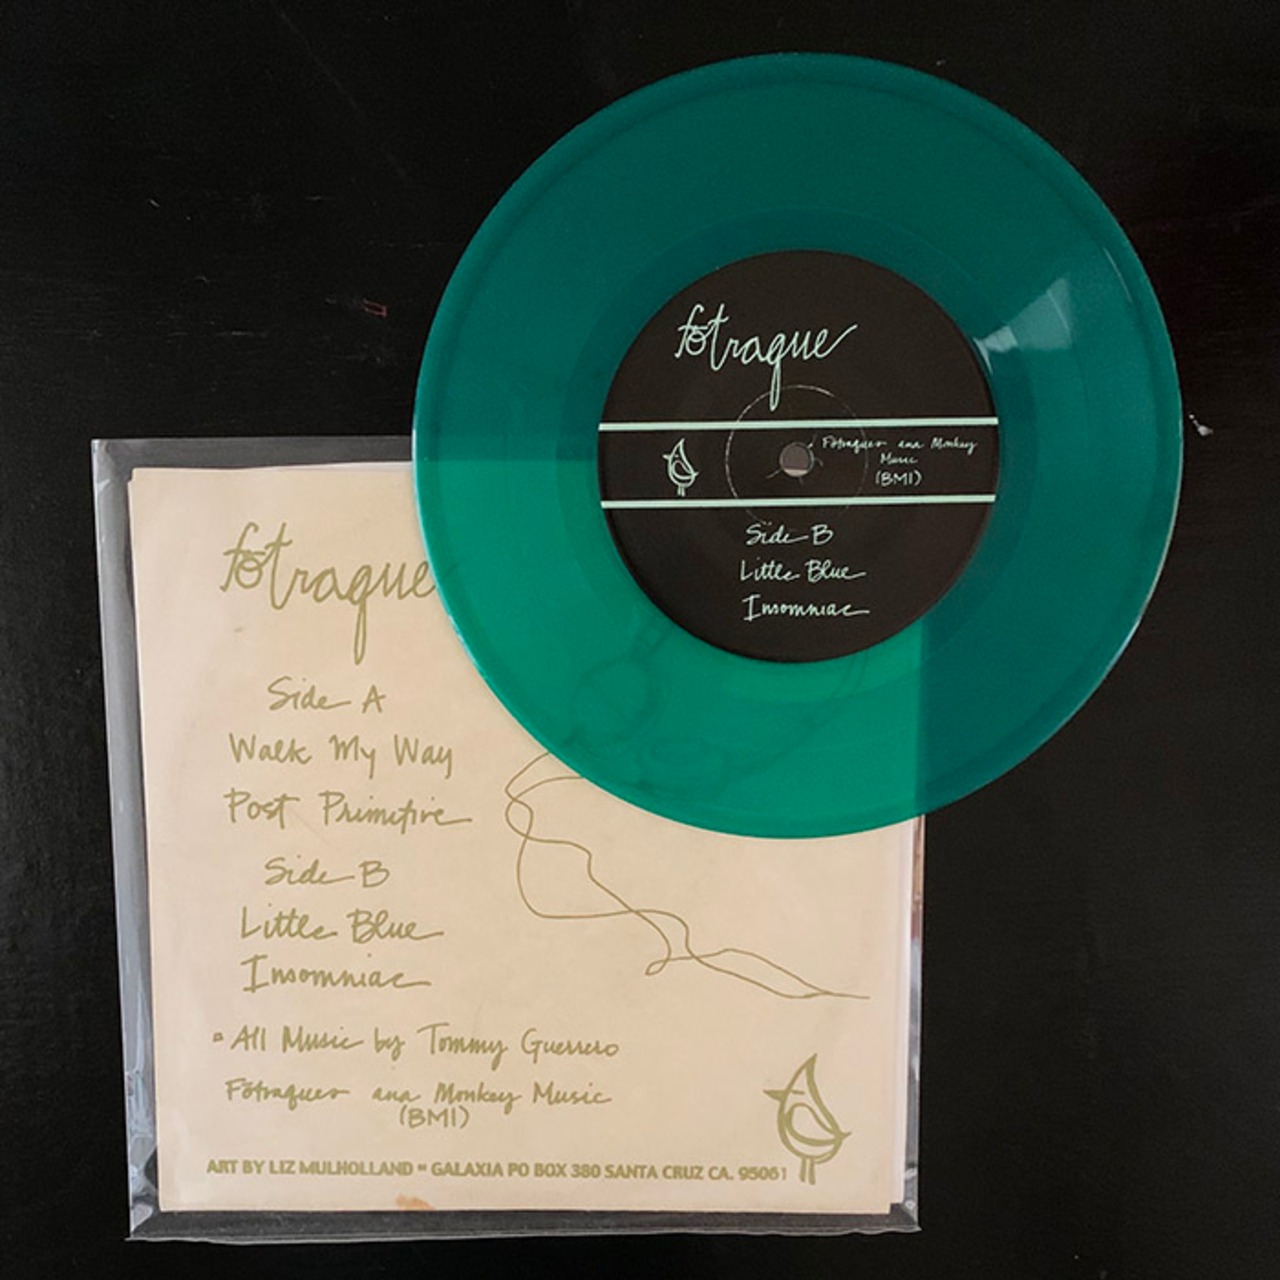 fōtraque
Fōtraques ana Monkey
Music
(BMI)
Side B
Little Blue
Insomniac
fōtraque
Side A
Walk My Way
Post Primitive
Side B
Little Blue
Insomniac
All Music by Tommy Guerrero
Fōtraques ana Monkey Music
(BMI)
ART BY LIZ MULHOLLAND GALAXIA PO BOX 380 SANTA CRUZ CA. 95061